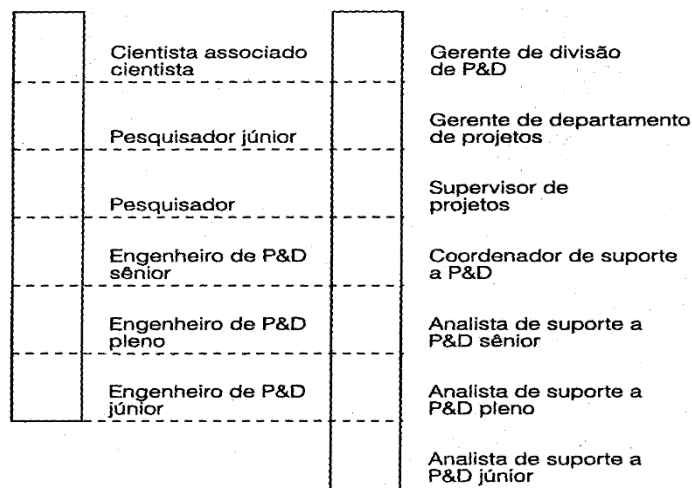 Cientista associado
cientista
Pesquisador júnior
Pesquisador
Engenheiro de P&D
sênior
Engenheiro de P&D
pleno
Engenheiro de P&D
júnior
Gerente de divisão
de P&D
Gerente de departamento
de projetos
Supervisor de
projetos
Coordenador de suporte
a P&D
Analista de suporte a
P&D sênior
Analista de suporte a
P&D pleno
Analista de suporte a
P&D júnior